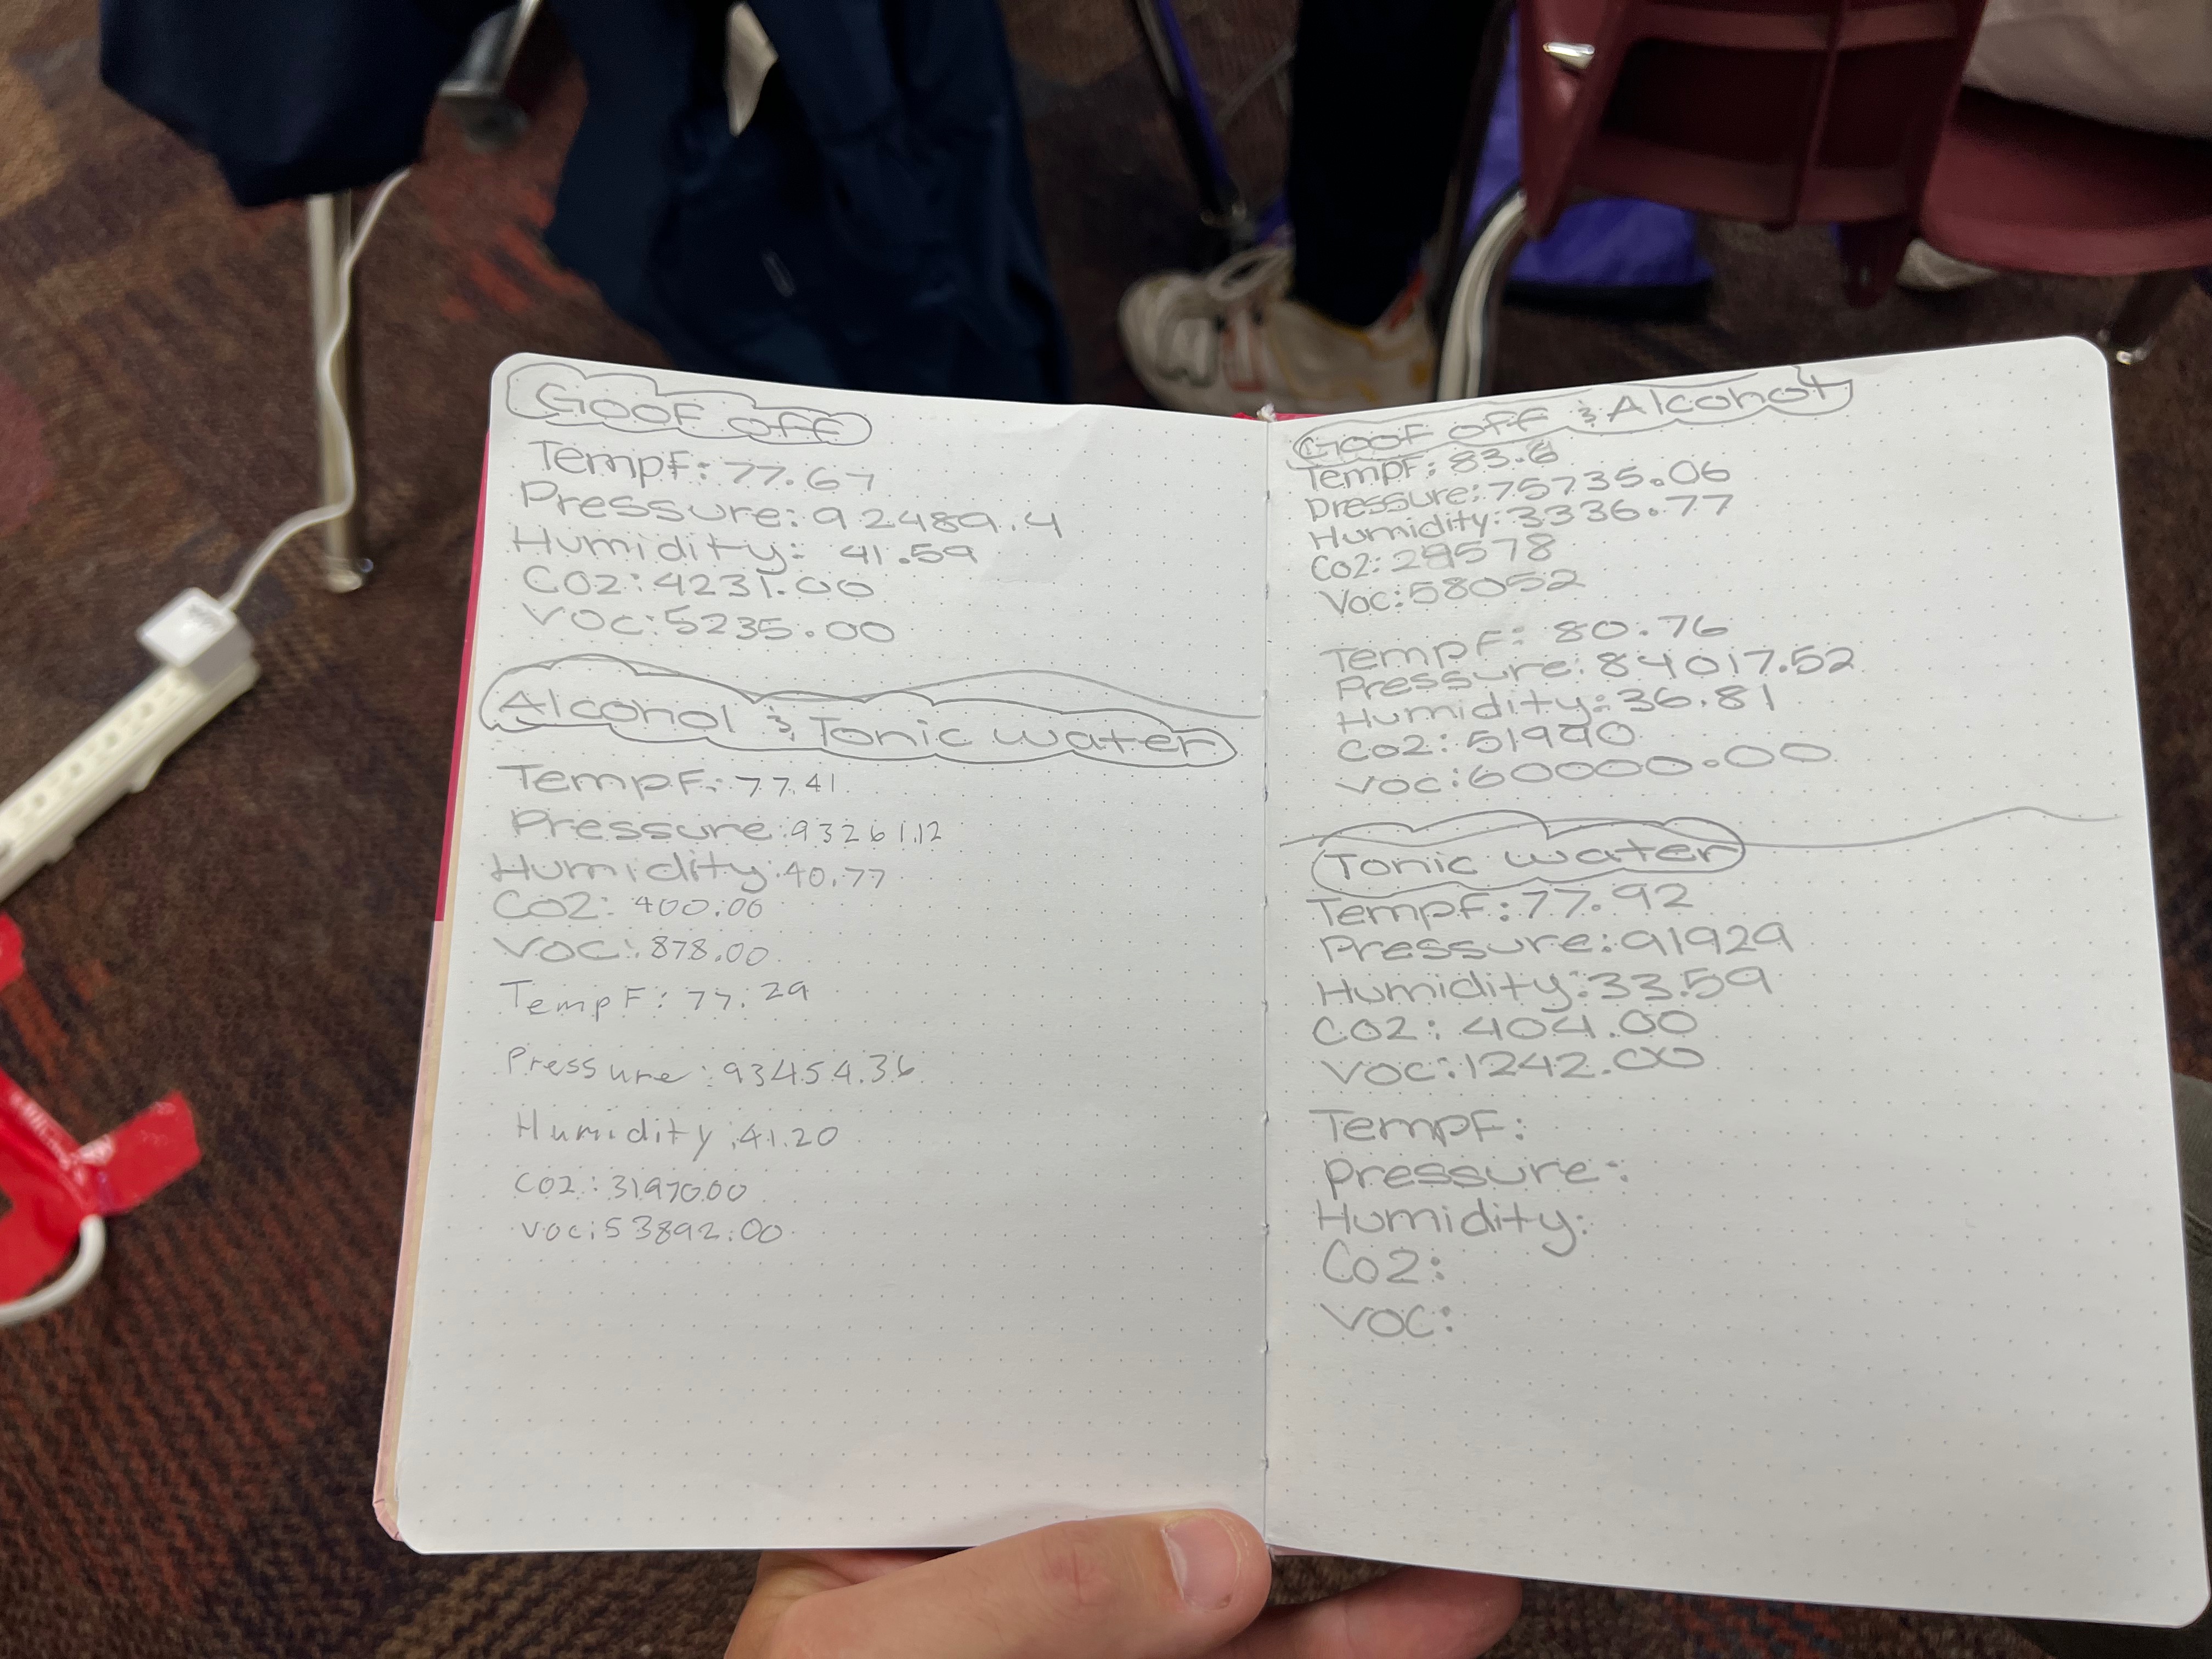 Goof off
TempF: 77.67
Pressure: 92489.4
Humidity: 41.59
CO2: 4231.00
VOC: 5235.00
Alcohol & Tonic water
TempF: 77.41
Pressure: 93261.12
Humidity: 40.77
CO2: 400.00
VOC: 878.00
TempF: 77.29
Pressure: 93454.36
Humidity: 41.20
CO2: 31970.00
VOC: 53892.00
Goof off & Alcohol
TempF: 83.6
Pressure: 75735.06
Humidity: 3336.77
Co2: 29578
Voc: 58052
TempF: 80.76
Pressure: 84017.52
Humidity: 36.81
Co2: 51990
VOC: 60000.00
Tonic water
TempF: 77.92
Pressure: 91929
Humidity: 33.59
CO2: 404.00
VOC: 1242.00
TempF:
Pressure:
Humidity:
Co2:
VOC: